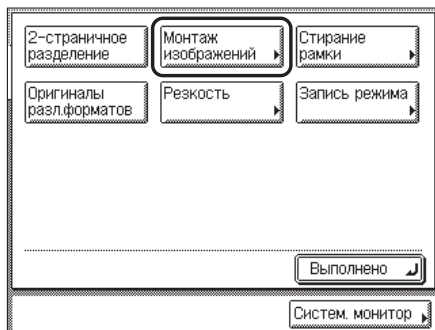 2-страничное
разделение
Монтаж
изображений
Стирание
рамки
Оригиналы
разл.форматов
Резкость
Запись режима
Выполнено
Систем. монитор